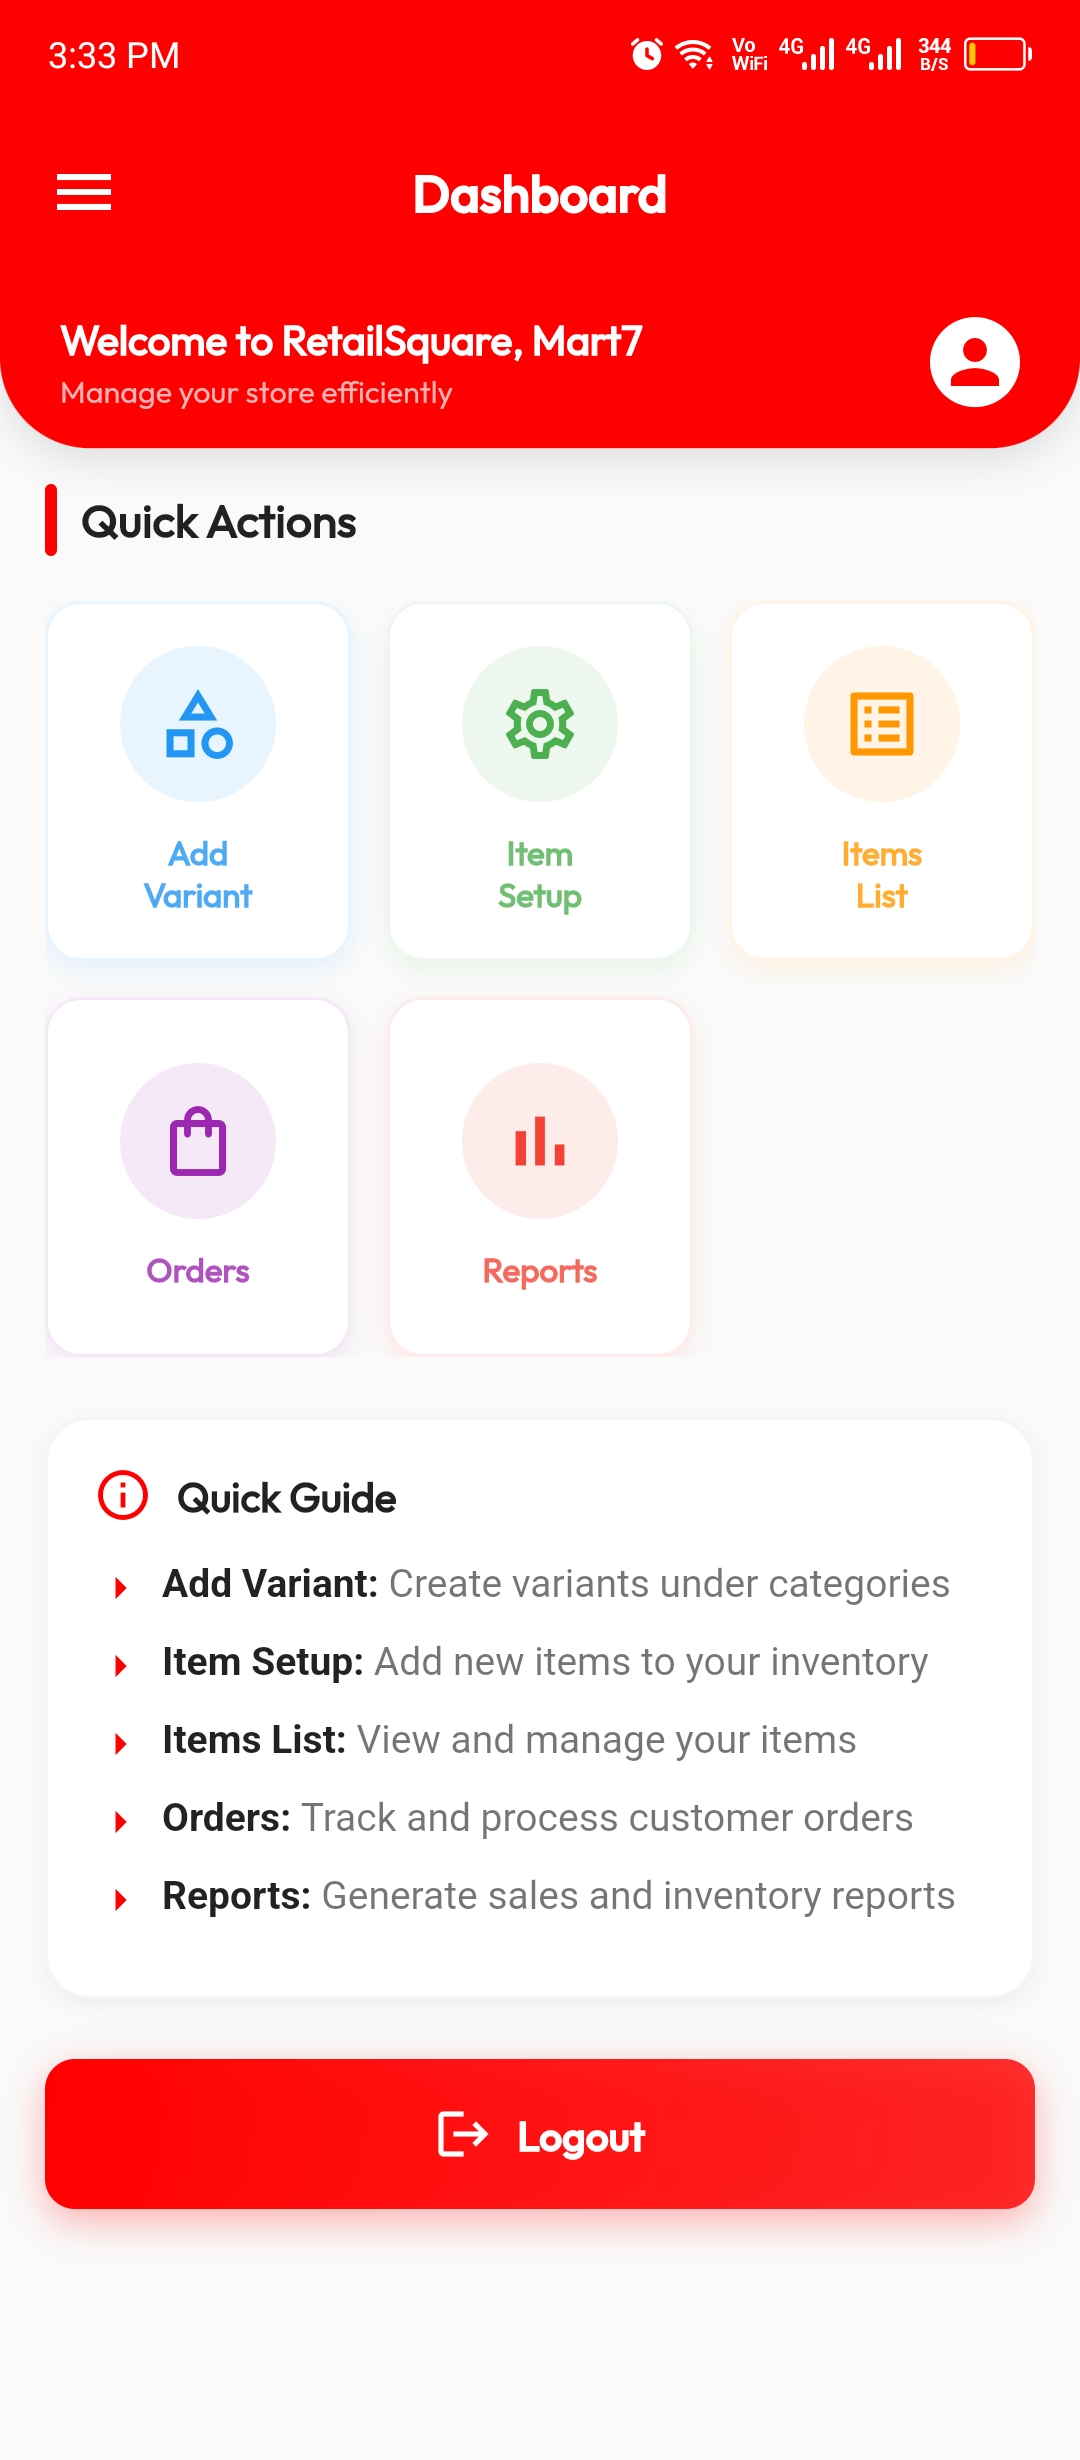 3:33 PM
Vo WiFi 4G 4G 344 B/S
Dashboard
Welcome to RetailSquare, Mart7
Manage your store efficiently
Quick Actions
Add
Variant
Item
Setup
Items
List
Orders
Reports
Quick Guide
Add Variant: Create variants under categories
Item Setup: Add new items to your inventory
Items List: View and manage your items
Orders: Track and process customer orders
Reports: Generate sales and inventory reports
Logout